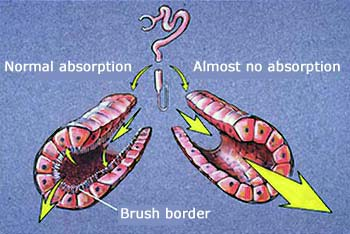 Normal absorption
Almost no absorption
Brush border